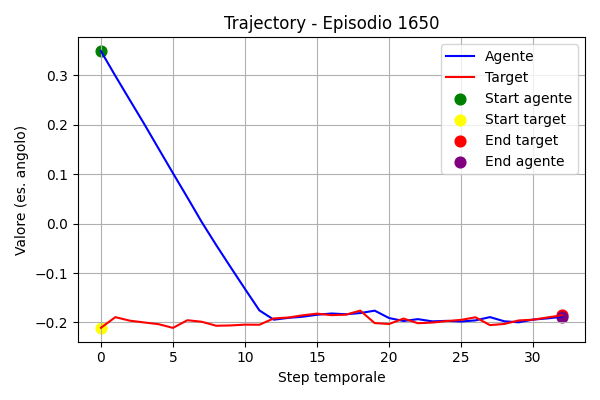 Trajectory - Episodio 1650
Valore (es. angolo)
0.3
0.2
0.1
0.0
−0.1
−0.2
0
5
10
15
20
25
30
Step temporale
Agente
Target
Start agente
Start target
End target
End agente